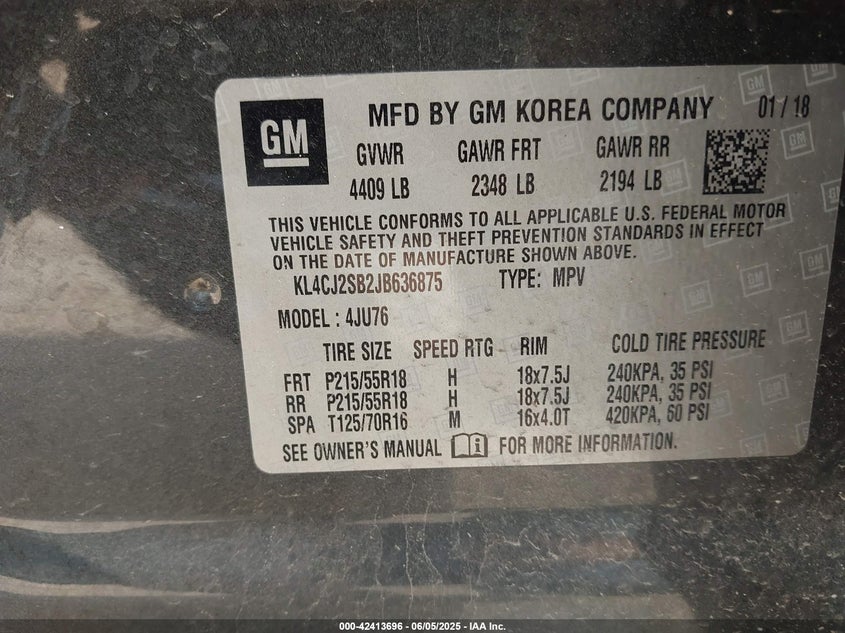 GM
MFD BY GM KOREA COMPANY 01/18
GVWR GAWR FRT GAWR RR
4409 LB 2348 LB 2194 LB
THIS VEHICLE CONFORMS TO ALL APPLICABLE U.S. FEDERAL MOTOR
VEHICLE SAFETY AND THEFT PREVENTION STANDARDS IN EFFECT
ON THE DATE OF MANUFACTURE SHOWN ABOVE.
KL4CJ2SB2JB636875 TYPE: MPV
MODEL : 4JU76
TIRE SIZE SPEED RTG RIM COLD TIRE PRESSURE
FRT P215/55R18 H 18x7.5J 240KPA, 35 PSI
RR P215/55R18 H 18x7.5J 240KPA, 35 PSI
SPA T125/70R16 M 16x4.0T 420KPA, 60 PSI
SEE OWNER'S MANUAL FOR MORE INFORMATION.
000-42413696 - 06/05/2025 - IAA Inc.